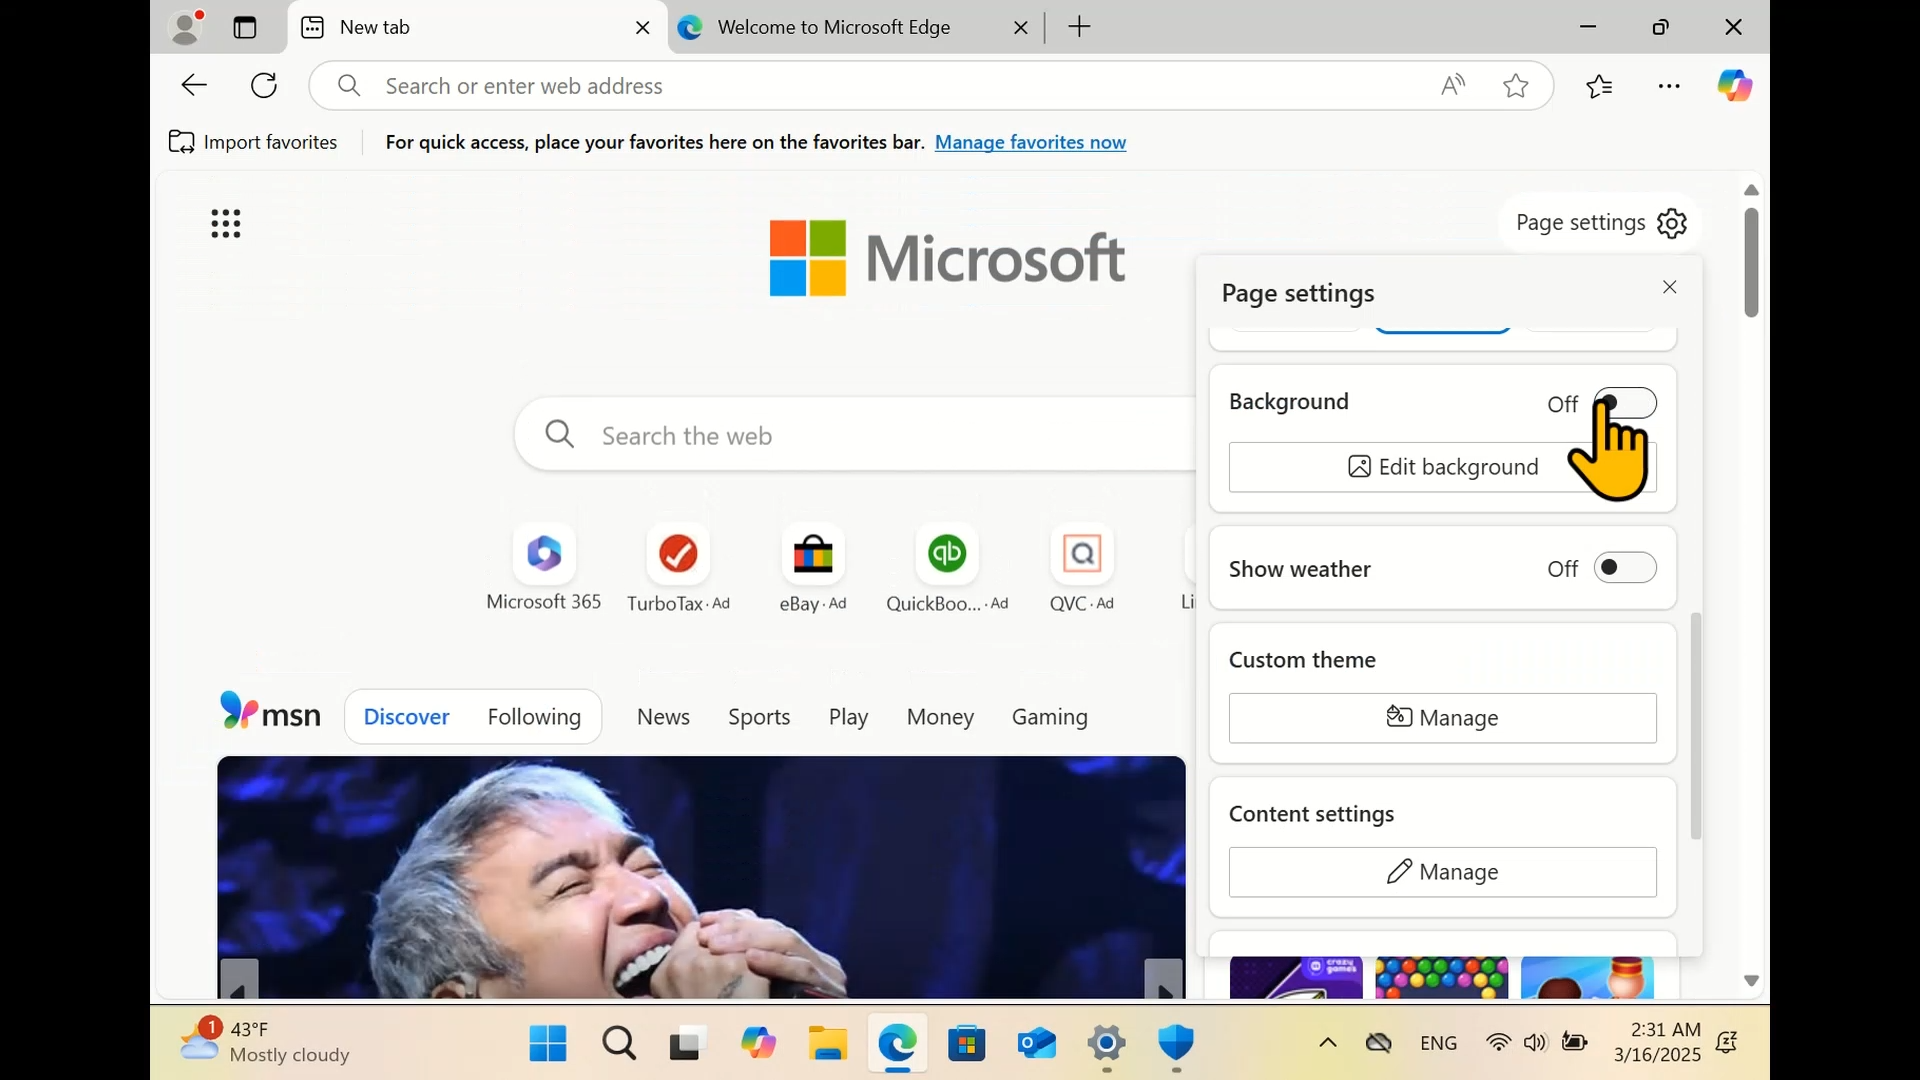 New tab
Welcome to Microsoft Edge
Search or enter web address
Import favorites
For quick access, place your favorites here on the favorites bar. Manage favorites now
Microsoft
Page settings
Page settings
Background
Off
Edit background
Search the web
Show weather
Off
Microsoft 365
TurboTax · Ad
eBay · Ad
QuickBoo... · Ad
QVC · Ad
Li
Custom theme
Manage
msn
Discover
Following
News
Sports
Play
Money
Gaming
Content settings
Manage
crazy
games
1
43°F
Mostly cloudy
ENG
2:31 AM
3/16/2025